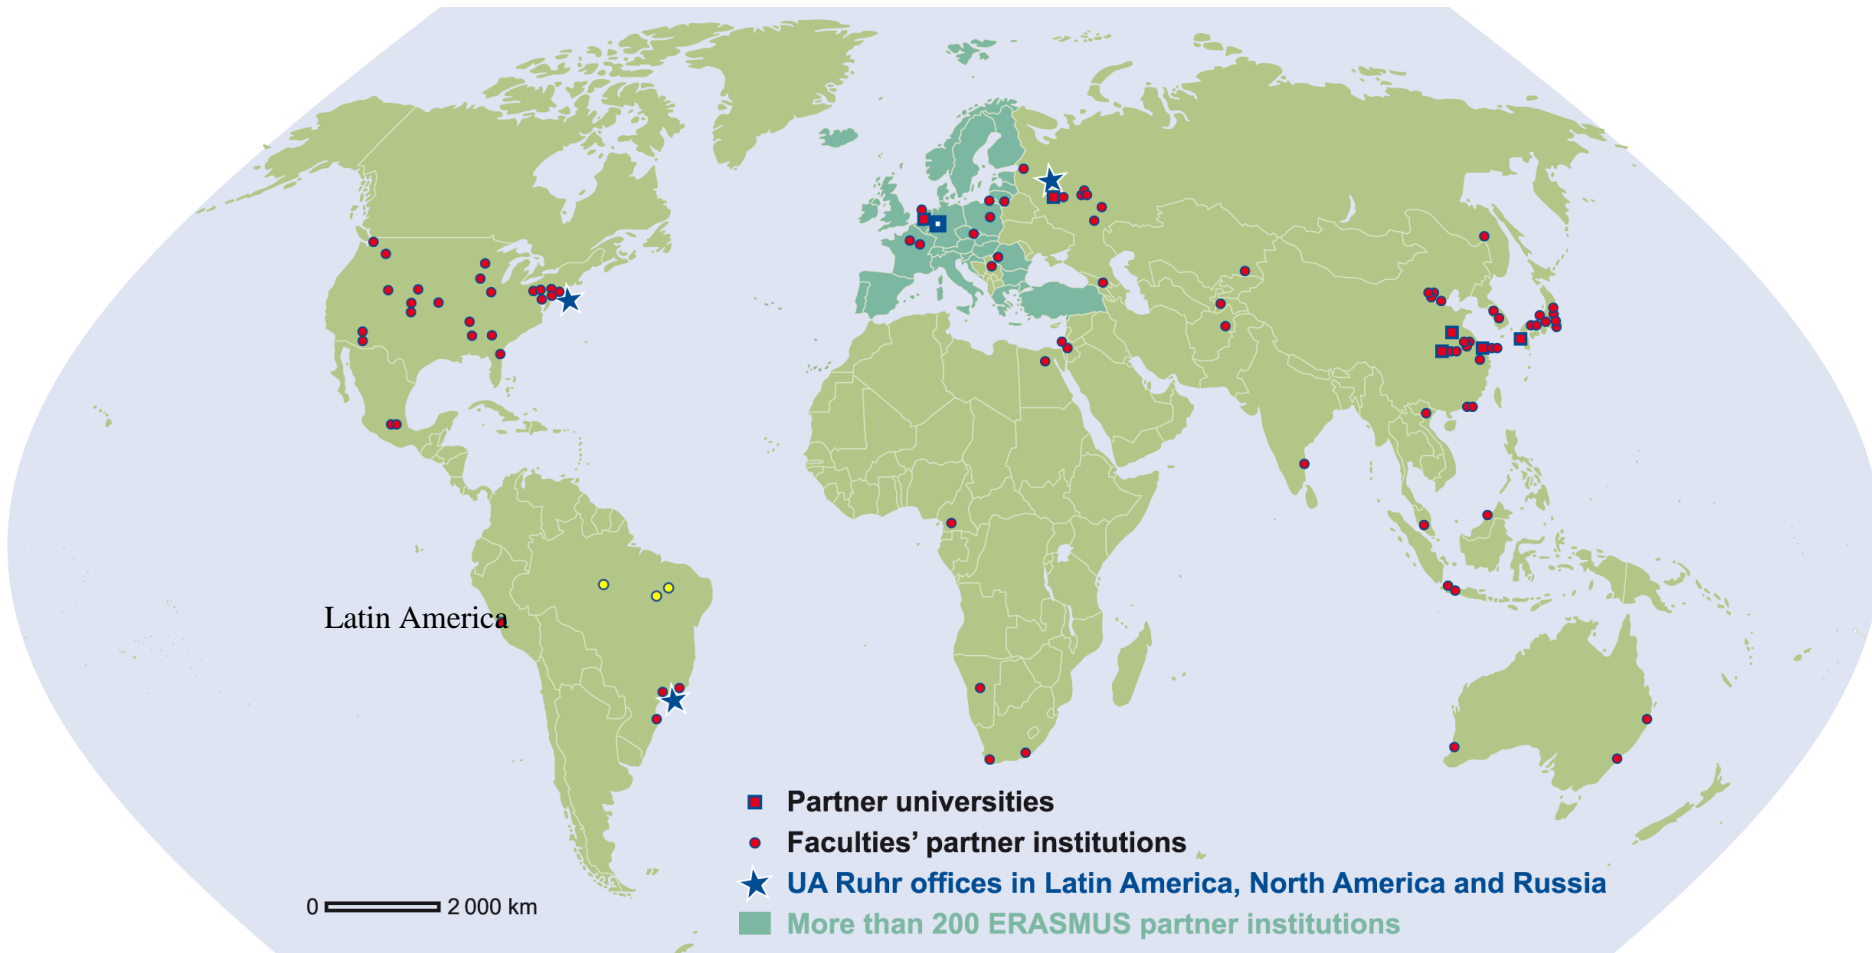 Latin America
Partner universities
Faculties’ partner institutions
UA Ruhr offices in Latin America, North America and Russia
More than 200 ERASMUS partner institutions
0 2 000 km